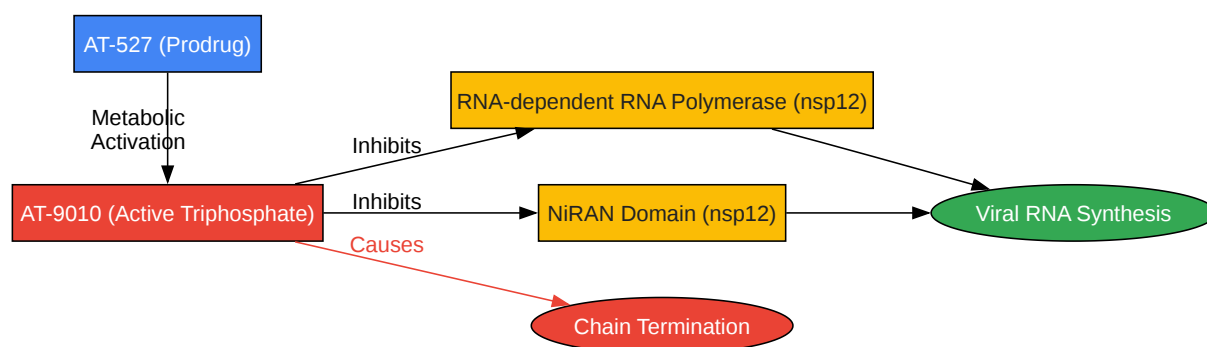 AT-527 (Prodrug)
Metabolic
Activation
RNA-dependent RNA Polymerase (nsp12)
Inhibits
AT-9010 (Active Triphosphate)
Inhibits
NiRAN Domain (nsp12)
Viral RNA Synthesis
Causes
Chain Termination